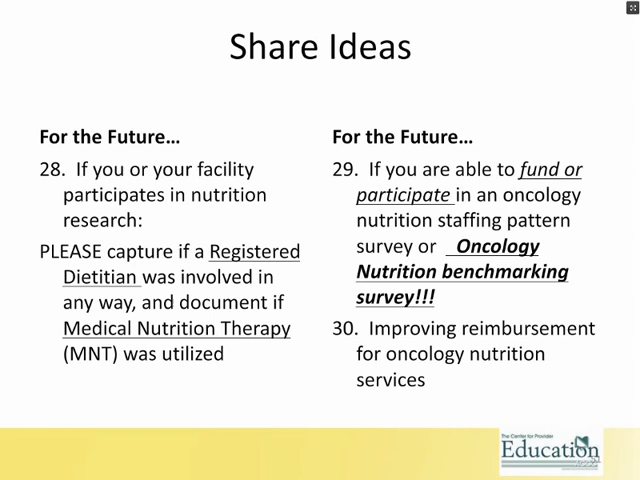 Share Ideas
For the Future...
28. If you or your facility
participates in nutrition
research:
PLEASE capture if a Registered
Dietitian was involved in
any way, and document if
Medical Nutrition Therapy
(MNT) was utilized
For the Future...
29. If you are able to fund or
participate in an oncology
nutrition staffing pattern
survey or Oncology
Nutrition benchmarking
survey!!!
30. Improving reimbursement
for oncology nutrition
services
The Center for Provider
Education